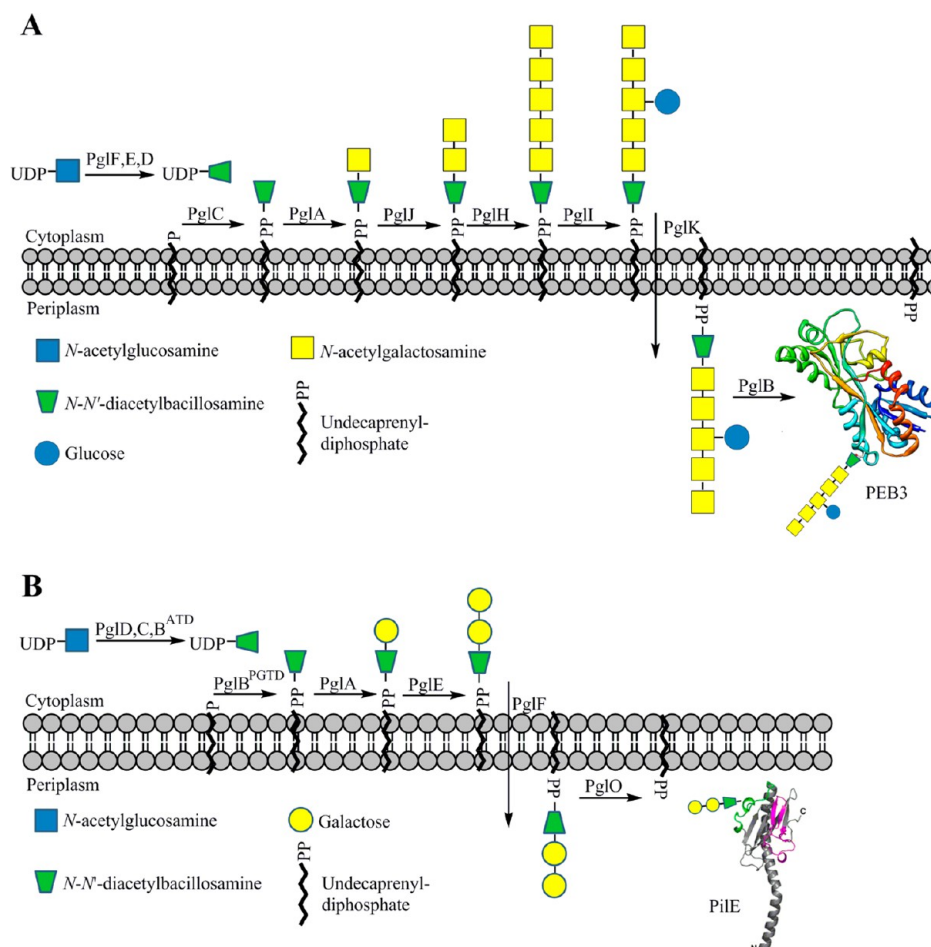 A
UDP
PglF,E,D
UDP
P
PglC
PP
PglA
PP
PglJ
PP
PglH
PP
PglI
PP
PglK
Cytoplasm
Periplasm
PP
PP
N-acetylglucosamine
N-acetylgalactosamine
N-N'-diacetylbacillosamine
PP
Undecaprenyl-
diphosphate
Glucose
PglB
PEB3
B
UDP
PglD,C,B^ATD
UDP
P
PglB^PGTD
PP
PglA
PP
PglE
PP
PglF
Cytoplasm
Periplasm
PP
PglO
PP
N-acetylglucosamine
Galactose
N-N'-diacetylbacillosamine
PP
Undecaprenyl-
diphosphate
C
PilE
N